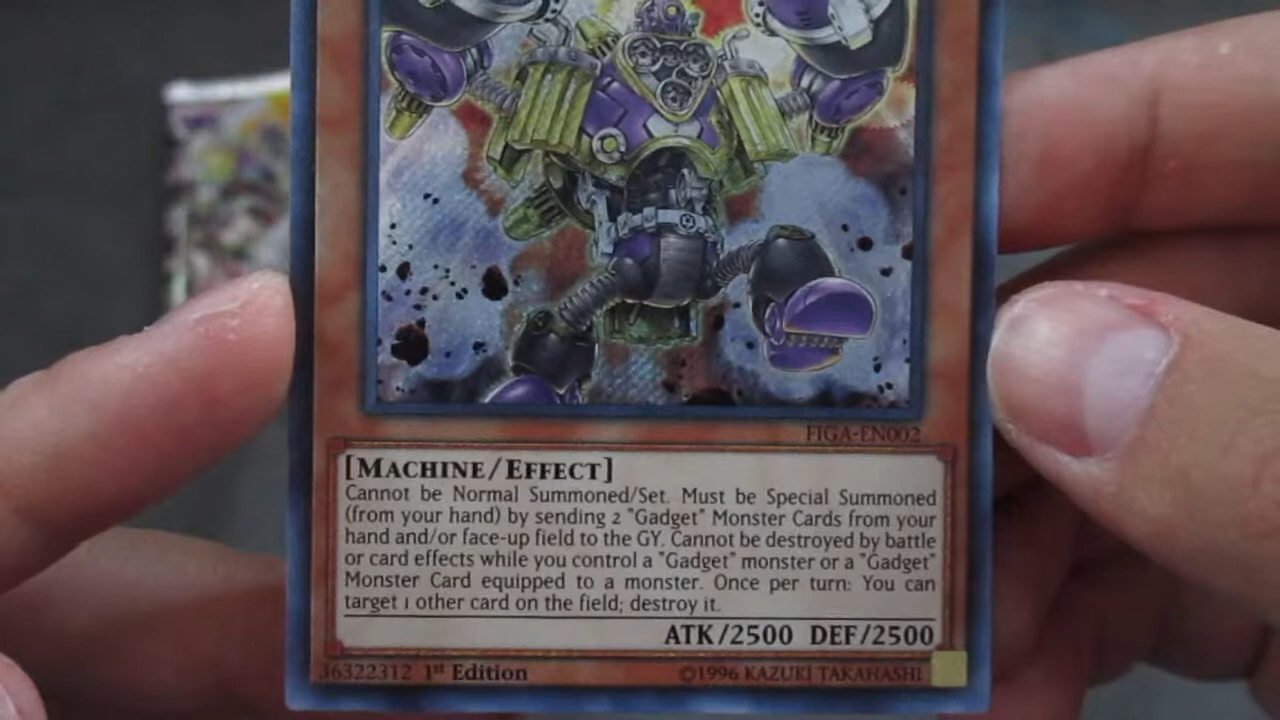 FIGA-EN002
[MACHINE/EFFECT]
Cannot be Normal Summoned/Set. Must be Special Summoned
(from your hand) by sending 2 "Gadget" Monster Cards from your
hand and/or face-up field to the GY. Cannot be destroyed by battle
or card effects while you control a "Gadget" monster or a "Gadget"
Monster Card equipped to a monster. Once per turn: You can
target 1 other card on the field; destroy it.
ATK/2500 DEF/2500
36322312 1st Edition ©1996 KAZUKI TAKAHASHI